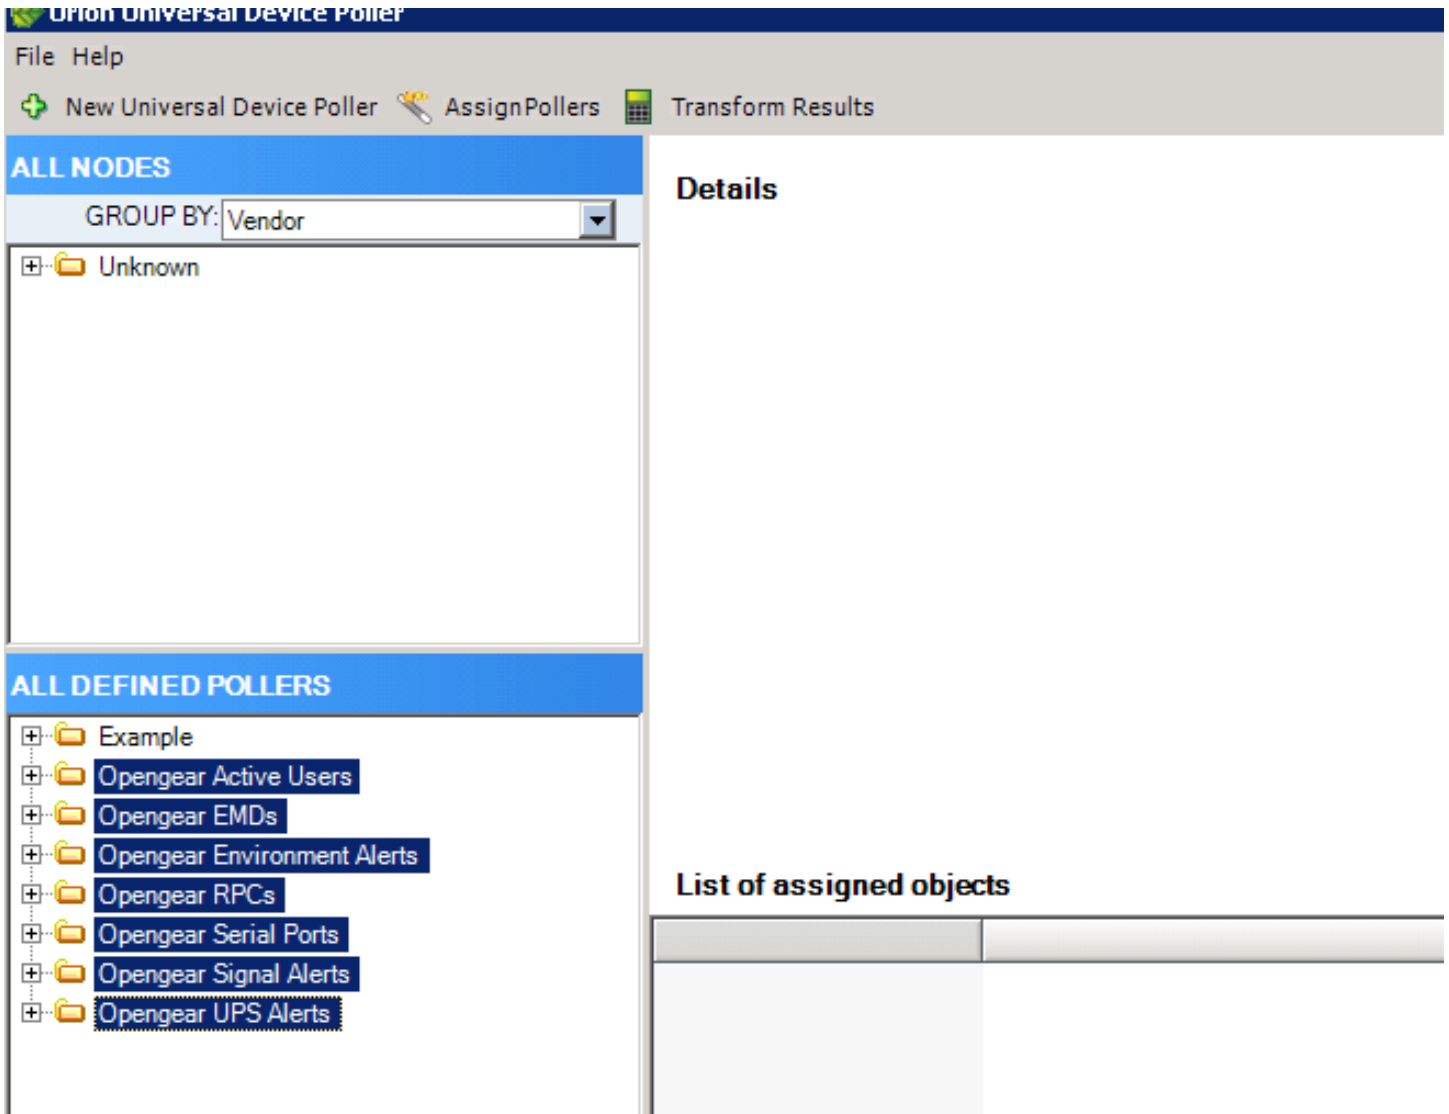 Orion Universal Device Poller
File Help
New Universal Device Poller Assign Pollers Transform Results
ALL NODES
GROUP BY: Vendor
Unknown
Details
ALL DEFINED POLLERS
Example
Opengear Active Users
Opengear EMDs
Opengear Environment Alerts
Opengear RPCs
Opengear Serial Ports
Opengear Signal Alerts
Opengear UPS Alerts
List of assigned objects